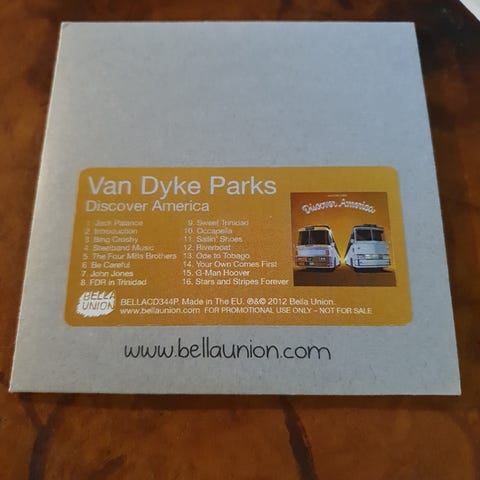 Van Dyke Parks
Discover America
1 Jack Palance
2 Introduction
3 Bing Crosby
4 Steelband Music
5 The Four Mills Brothers
6 Be Careful
7 John Jones
8 FDR in Trinidad
9. Sweet Trinidad
10. Occapella
11. Sailin' Shoes
12. Riverboat
13. Ode to Tobago
14. Your Own Comes First
15. G-Man Hoover
16. Stars and Stripes Forever
Discover America
BELLA
UNION
BELLACD344P. Made in The EU. ℗&© 2012 Bella Union.
www.bellaunion.com FOR PROMOTIONAL USE ONLY – NOT FOR SALE
www.bellaunion.com